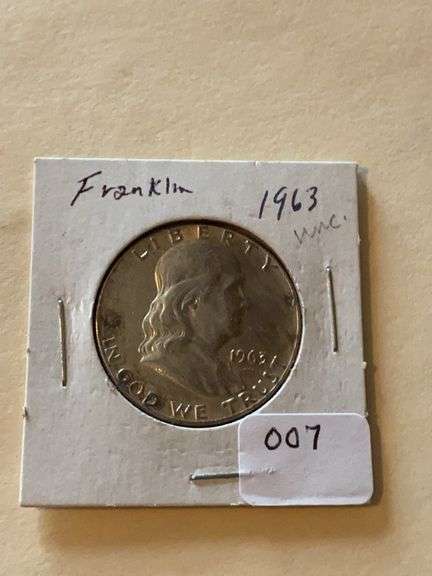 Franklin 1963
unc.
LIBERTY
1963
IN GOD WE TRUST
007